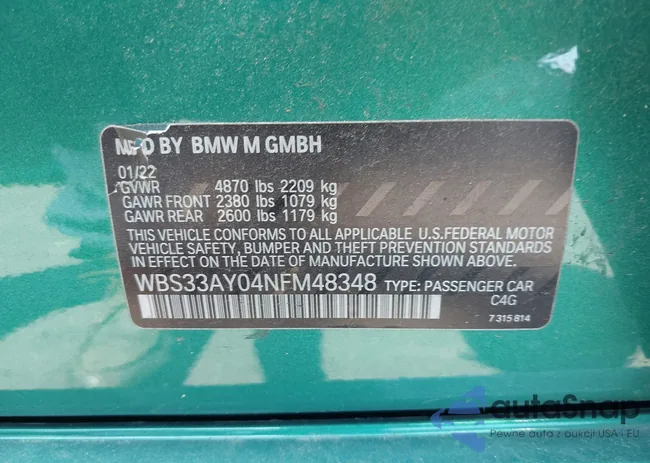 MFD BY BMW M GMBH
01/22
GVWR 4870 lbs 2209 kg
GAWR FRONT 2380 lbs 1079 kg
GAWR REAR 2600 lbs 1179 kg
THIS VEHICLE CONFORMS TO ALL APPLICABLE U.S.FEDERAL MOTOR
VEHICLE SAFETY, BUMPER AND THEFT PREVENTION STANDARDS
IN EFFECT ON THE DATE OF MANUFACTURE SHOWN ABOVE.
WBS33AY04NFM48348 TYPE: PASSENGER CAR
C4G
7 315 814
autoSnap
Pewne auta z aukcji USA i EU